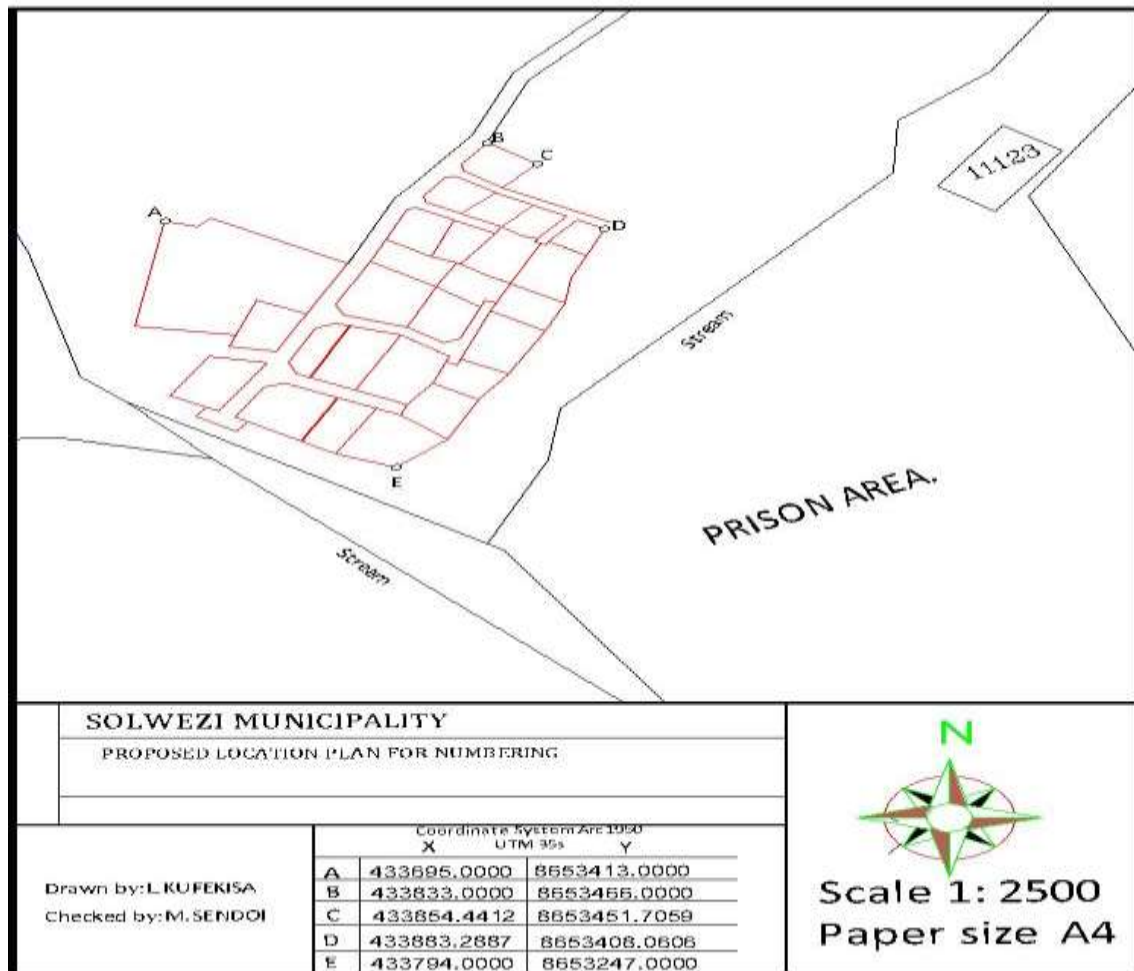 B
C
A
D
11123
Stream
E
PRISON AREA.
Stream
SOLWEZI MUNICIPALITY
PROPOSED LOCATION PLAN FOR NUMBERING
N
Coordinate System Arc 1950
X UTM 35s Y
A 433695.0000 8653413.0000
B 433833.0000 8653466.0000
C 433854.4412 8653451.7059
D 433883.2887 8653408.0606
E 433794.0000 8653247.0000
Drawn by: L KUFEKISA
Checked by: M. SENDOI
Scale 1: 2500
Paper size A4